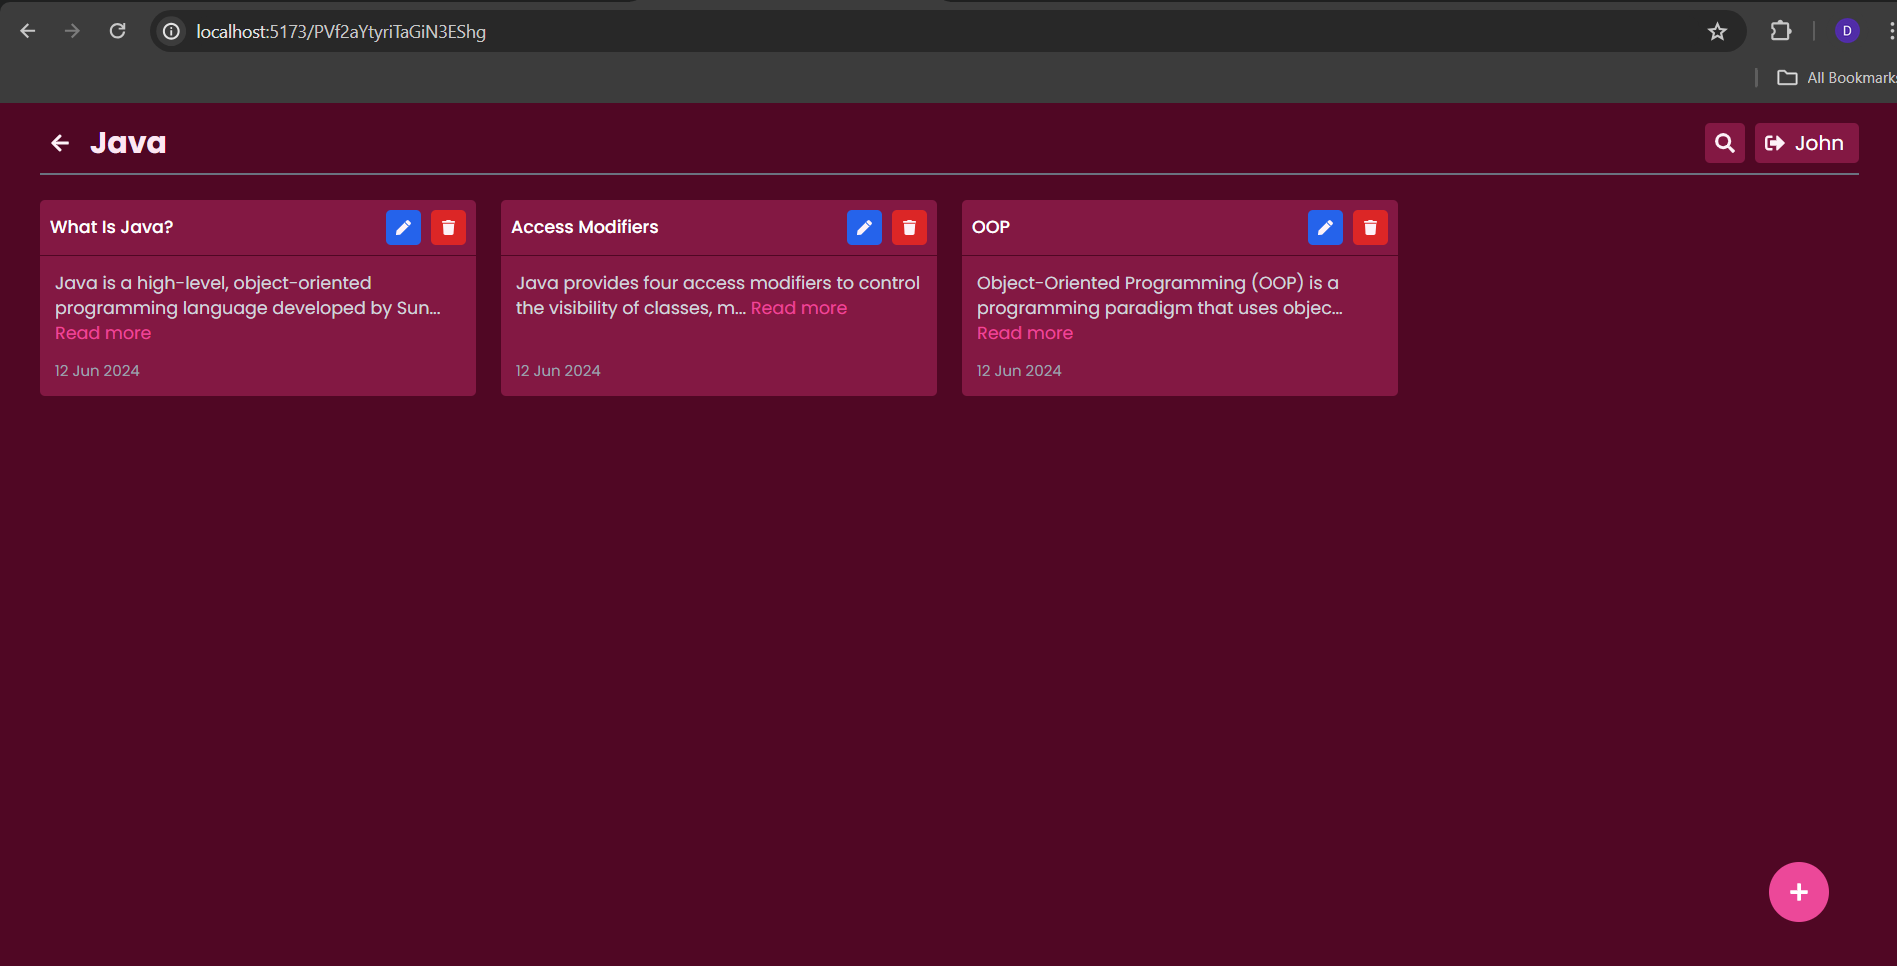 localhost:5173/PVf2aYtyriTaGiN3EShg
D
All Bookmarks
Java
John
What Is Java?
Java is a high-level, object-oriented
programming language developed by Sun...
Read more
12 Jun 2024
Access Modifiers
Java provides four access modifiers to control
the visibility of classes, m... Read more
12 Jun 2024
OOP
Object-Oriented Programming (OOP) is a
programming paradigm that uses objec...
Read more
12 Jun 2024